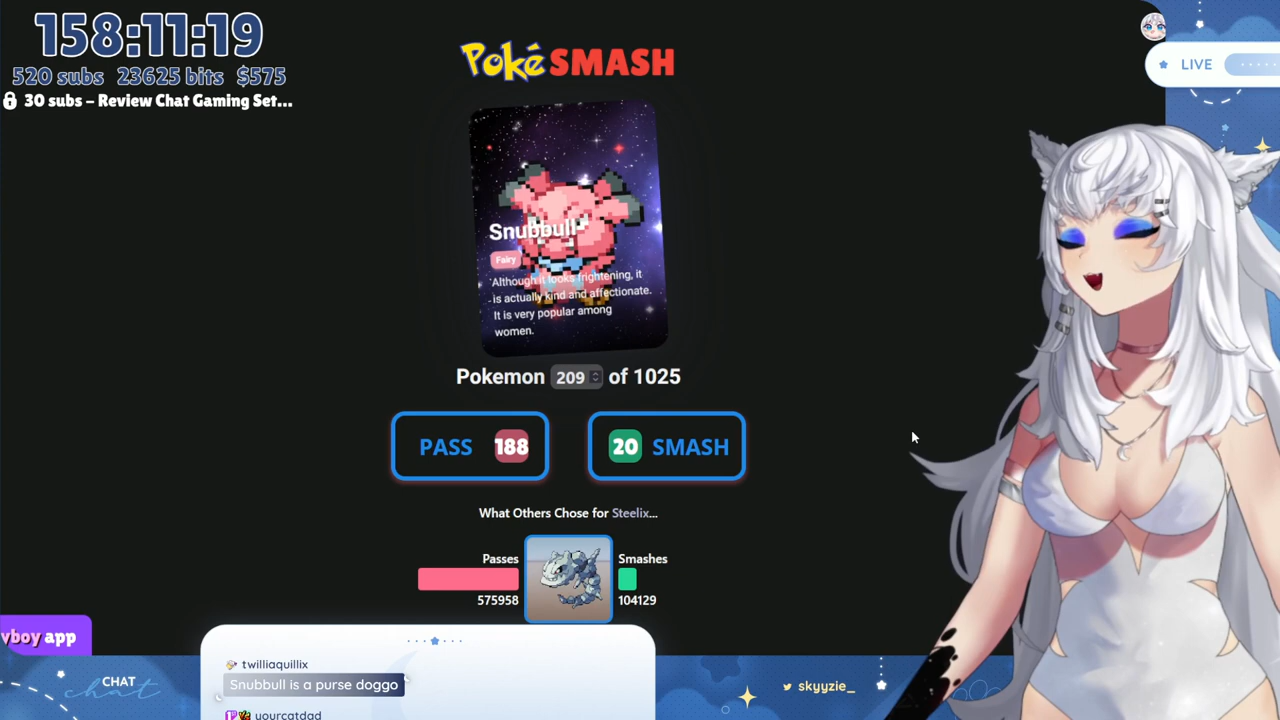 158:11:19
520 subs 23625 bits $575
30 subs – Review Chat Gaming Set...
PokéSMASH
LIVE
Snubbull
Fairy
Although it looks frightening, it
is actually kind and affectionate.
It is very popular among
women.
Pokemon 209 of 1025
PASS 188
20 SMASH
What Others Chose for Steelix...
Passes
575958
Smashes
104129
vboy app
CHAT
chat
twilliaquillix
Snubbull is a purse doggo
yourcatdad
skyyzie_